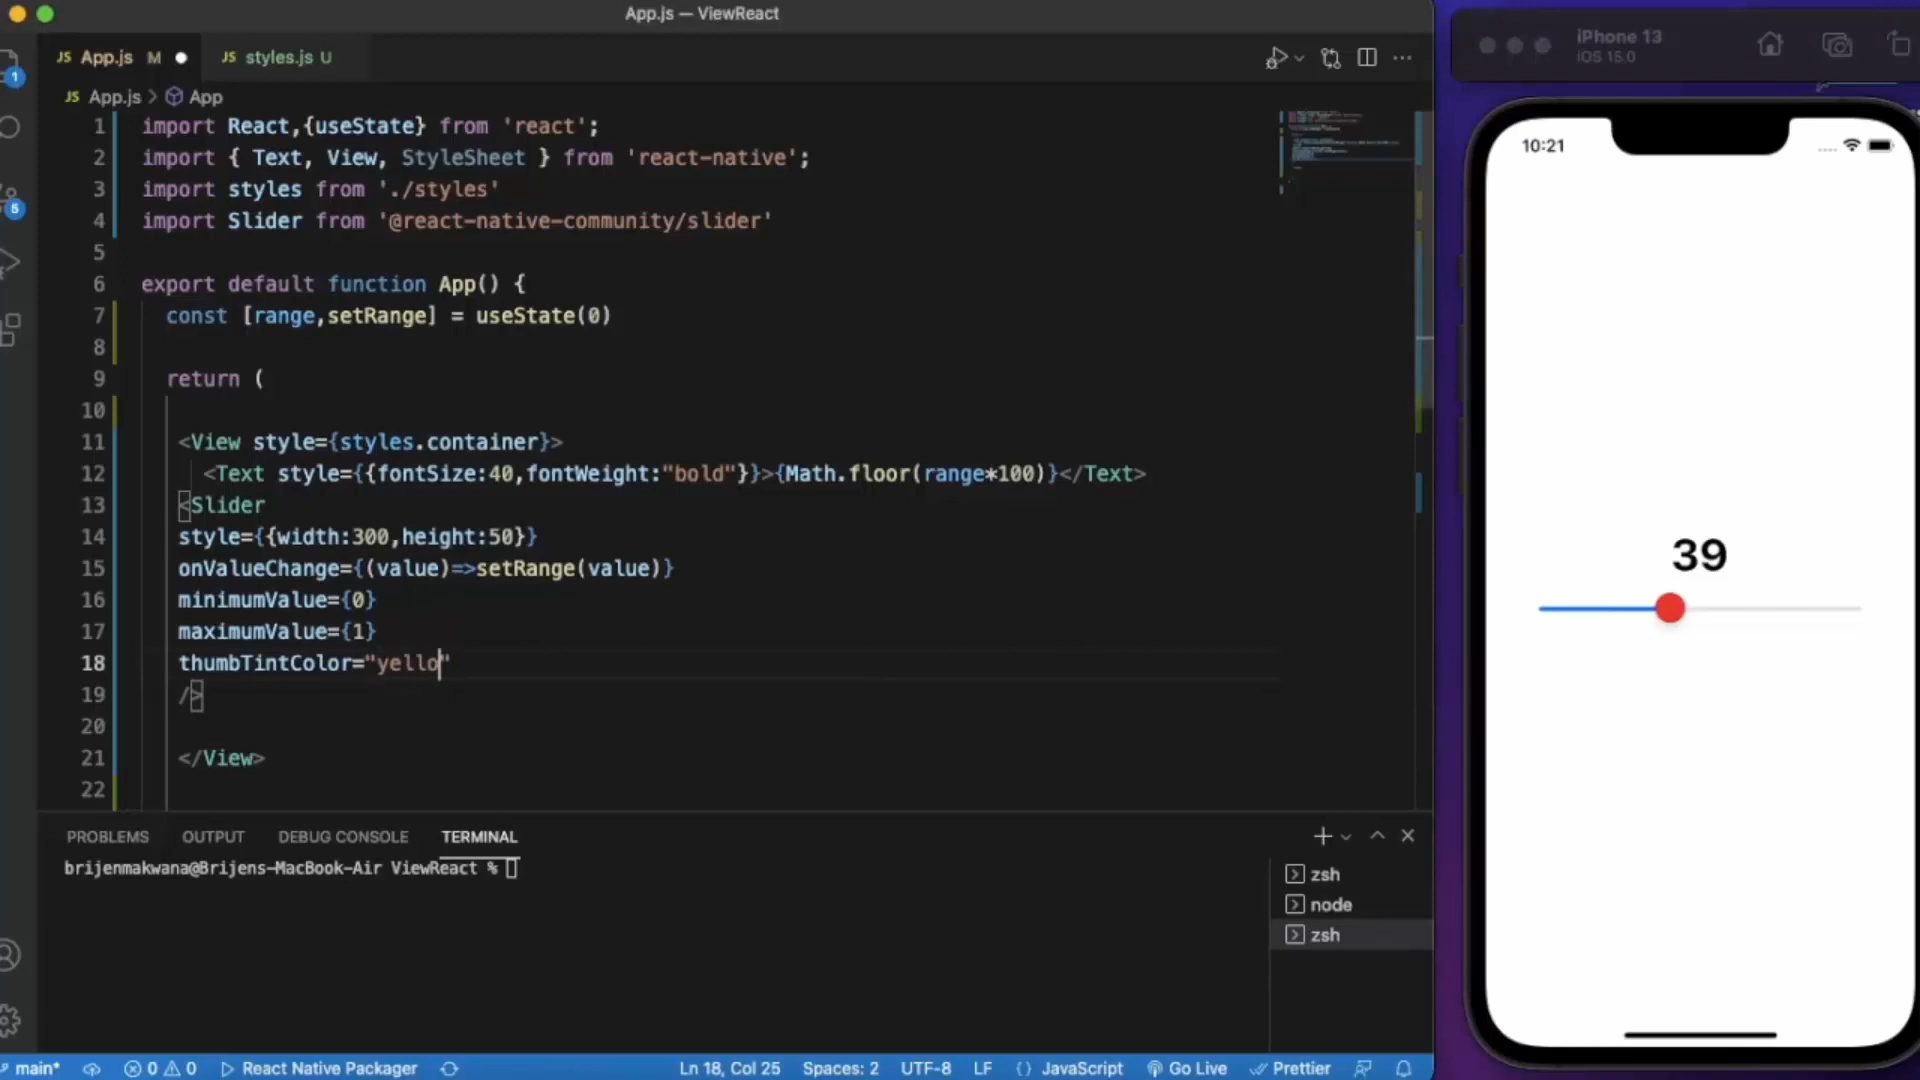 App.js — ViewReact
JS App.js M
JS styles.js U
JS App.js > App
1 import React,{useState} from 'react';
2 import { Text, View, StyleSheet } from 'react-native';
3 import styles from './styles'
4 import Slider from '@react-native-community/slider'
5
6 export default function App() {
7 const [range,setRange] = useState(0)
8
9 return (
10
11 <View style={styles.container}>
12 <Text style={{fontSize:40,fontWeight:"bold"}}>{Math.floor(range*100)}</Text>
13 <Slider
14 style={{width:300,height:50}}
15 onValueChange={(value)=>setRange(value)}
16 minimumValue={0}
17 maximumValue={1}
18 thumbTintColor="yello"
19 />
20
21 </View>
22
1
5
PROBLEMS OUTPUT DEBUG CONSOLE TERMINAL
brijenmakwana@Brijens-MacBook-Air ViewReact %
zsh
node
zsh
main* 0 0 React Native Packager Ln 18, Col 25 Spaces: 2 UTF-8 LF {} JavaScript Go Live Prettier
iPhone 13
iOS 15.0
10:21
39